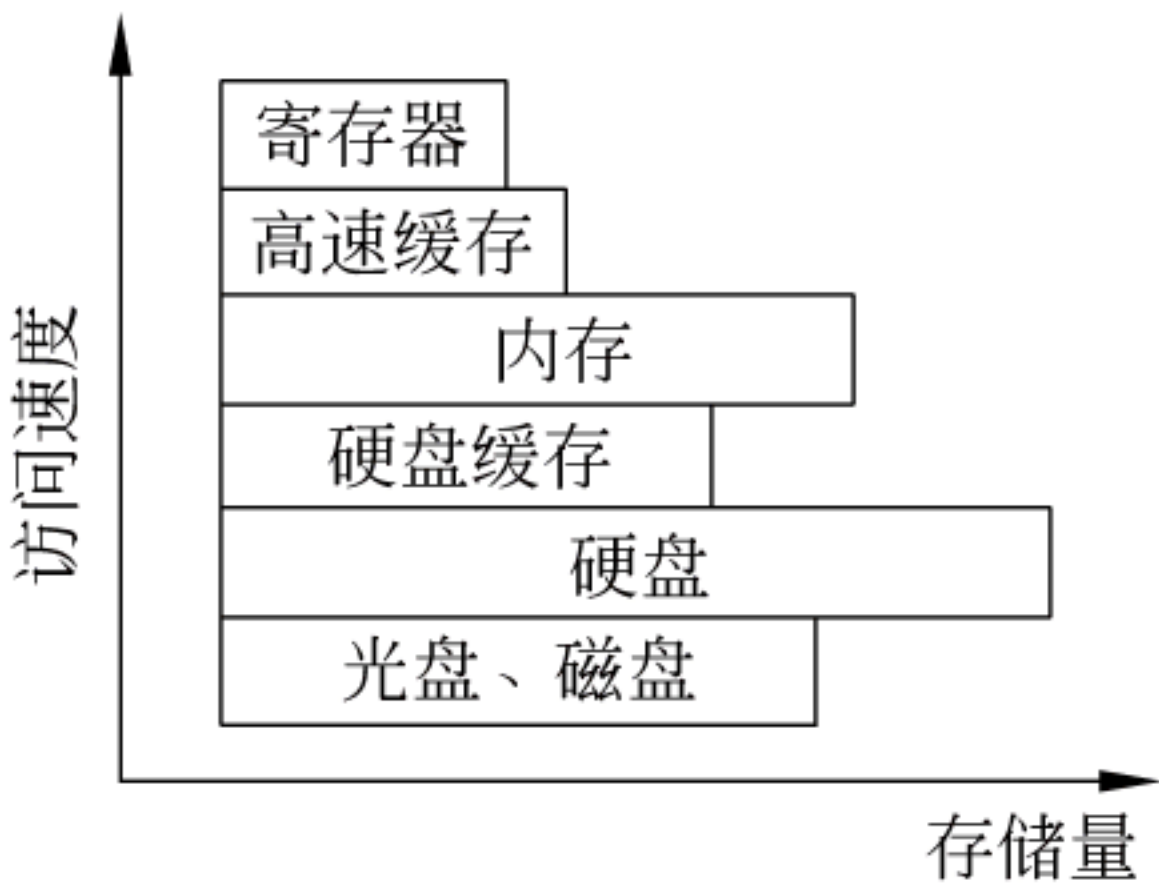 寄存器
高速缓存
内存
硬盘缓存
硬盘
光盘、磁盘
访问速度
存储量